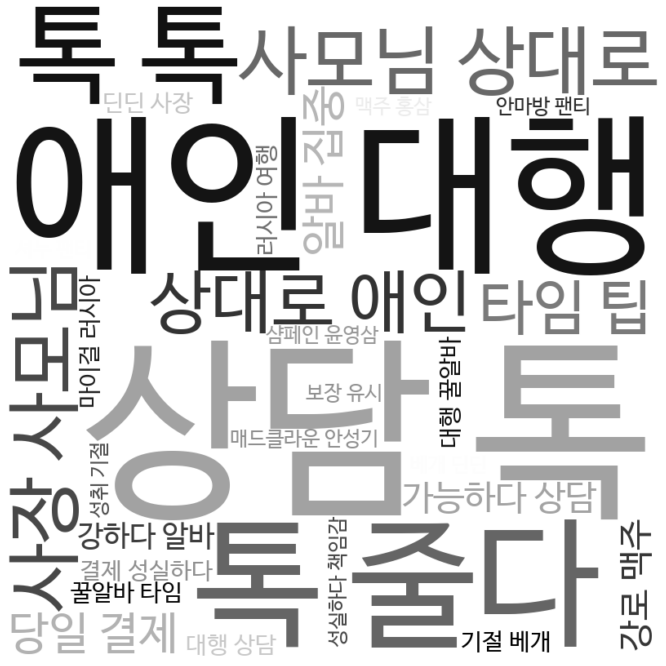 톡 톡
사모님 상대로
딘딘 사장
알바 집중
맥주 홍삼
안마방 팬티
애인 대행
러시아 여행
사장 사모님
마이걸 러시아
상대로 애인
타임 팁
샴페인 윤영삼
상담 톡
보장 유시
대행 꿀알바
매드클라운 안성기
성취 기절
가능하다 상담
강하다 알바
톡 줄다
성실하다 책임감
강로 맥주
결제 성실하다
꿀알바 타임
당일 결제
대행 상담
기절 베개